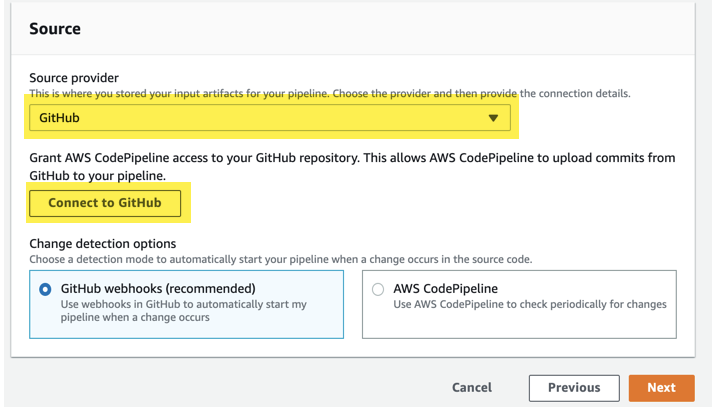 Source
Source provider
This is where you stored your input artifacts for your pipeline. Choose the provider and then provide the connection details.
GitHub
Grant AWS CodePipeline access to your GitHub repository. This allows AWS CodePipeline to upload commits from
GitHub to your pipeline.
Connect to GitHub
Change detection options
Choose a detection mode to automatically start your pipeline when a change occurs in the source code.
GitHub webhooks (recommended)
Use webhooks in GitHub to automatically start my
pipeline when a change occurs
AWS CodePipeline
Use AWS CodePipeline to check periodically for changes
Cancel
Previous
Next